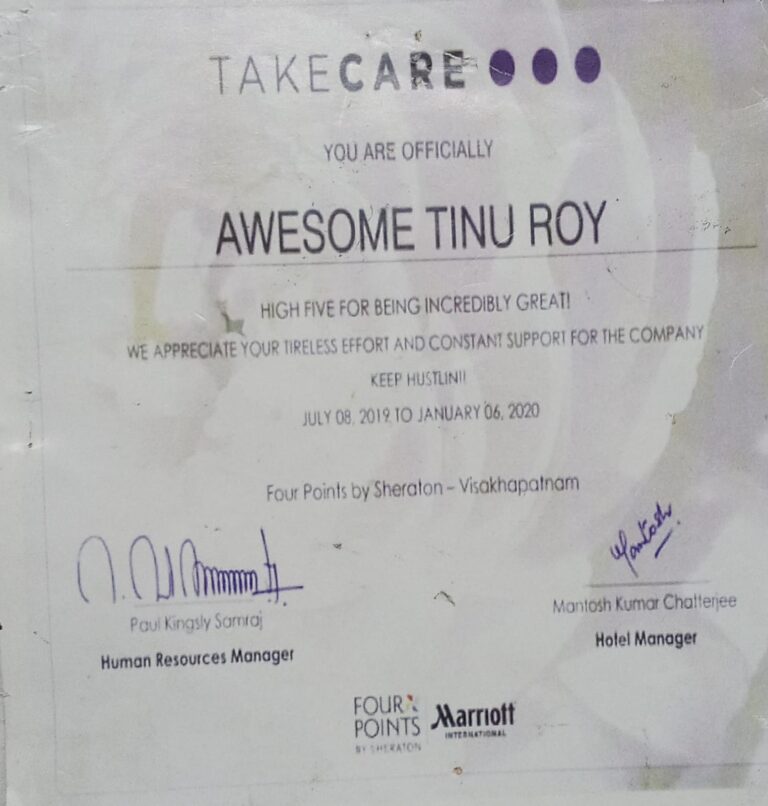 TAKECARE
YOU ARE OFFICIALLY
AWESOME TINU ROY
HIGH FIVE FOR BEING INCREDIBLY GREAT!
WE APPRECIATE YOUR TIRELESS EFFORT AND CONSTANT SUPPORT FOR THE COMPANY
KEEP HUSTLIN!!
JULY 08, 2019 TO JANUARY 06, 2020
Four Points by Sheraton – Visakhapatnam
Mantosh
Paul Kingsly Samraj
Mantosh Kumar Chatterjee
Human Resources Manager
Hotel Manager
FOUR
POINTS
BY SHERATON
Marriott
INTERNATIONAL